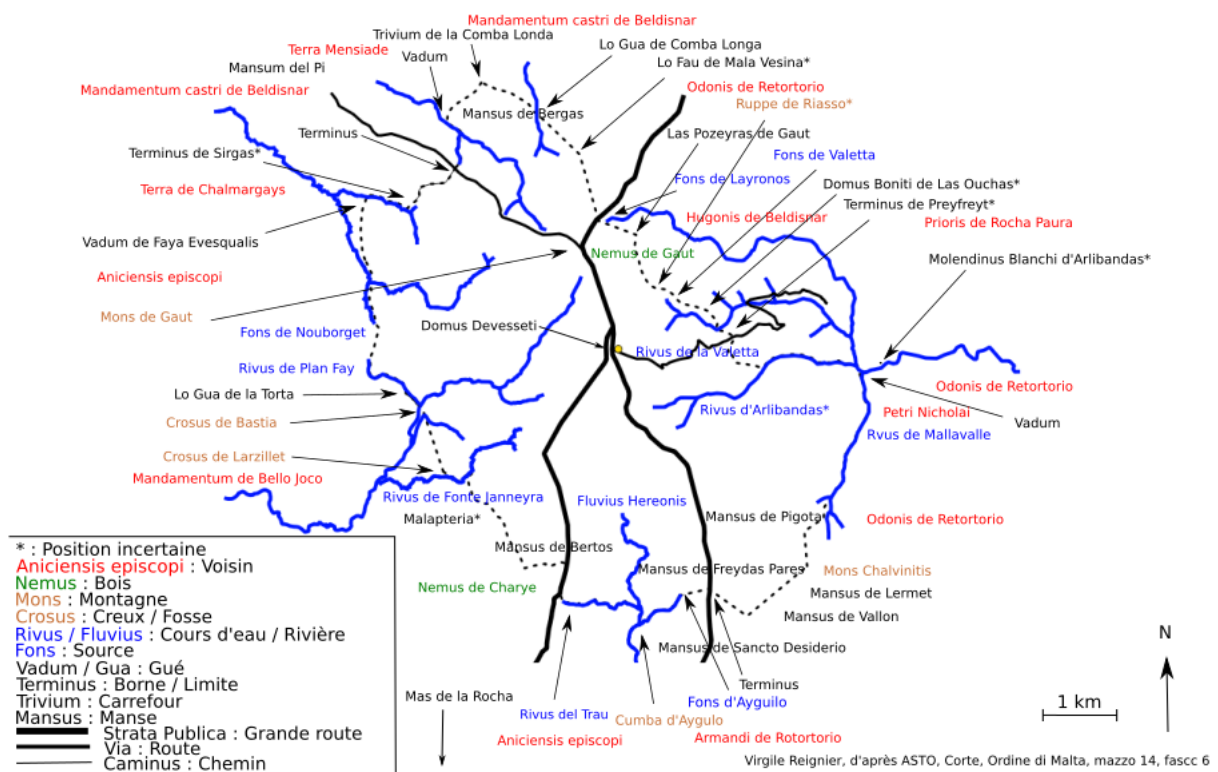 Mandamentum castri de Beldisnar
Trivium de la Comba Londa
Terra Mensiade
Lo Gua de Comba Longa
Vadum
Mansum del Pi
Lo Fau de Mala Vesina*
Mandamentum castri de Beldisnar
Odonis de Retortorio
Ruppe de Riasso*
Mansus de Bergas
Terminus
Las Pozeyras de Gaut
Terminus de Sirgas*
Fons de Valetta
Fons de Layronos
Domus Boniti de Las Ouchas*
Terra de Chalmargays
Terminus de Preyfreyt*
Hugonis de Beldisnar
Prioris de Rocha Paura
Vadum de Faya Evesqualis
Nemus de Gaut
Molendinus Blanchi d'Arlibandas*
Aniciensis episcopi
Mons de Gaut
Fons de Nouborget
Domus Devesseti
Rivus de la Valetta
Rivus de Plan Fay
Odonis de Retortorio
Lo Gua de la Torta
Rivus d'Arlibandas*
Petri Nicholai
Crosus de Bastia
Vadum
Rvus de Mallavalle
Crosus de Larzillet
Mandamentum de Bello Joco
Rivus de Fonte Janneyra
Fluvius Hereonis
Malapteria*
Mansus de Pigota*
Odonis de Retortorio
Mansus de Bertos
Mansus de Freydas Pares
Mons Chalvinitis
Nemus de Charye
Mansus de Lermet
Mansus de Vallon
Mansus de Sancto Desiderio
Terminus
Mas de la Rocha
Fons d'Ayguilo
Rivus del Trau
Cumba d'Aygulo
Aniciensis episcopi
Armandi de Rotortorio
* : Position incertaine
Aniciensis episcopi : Voisin
Nemus : Bois
Mons : Montagne
Crosus : Creux / Fosse
Rivus / Fluvius : Cours d'eau / Rivière
Fons : Source
Vadum / Gua : Gué
Terminus : Borne / Limite
Trivium : Carrefour
Mansus : Manse
Strata Publica : Grande route
Via : Route
Caminus : Chemin
N
1 km
Virgile Reignier, d'après ASTO, Corte, Ordine di Malta, mazzo 14, fascc 6